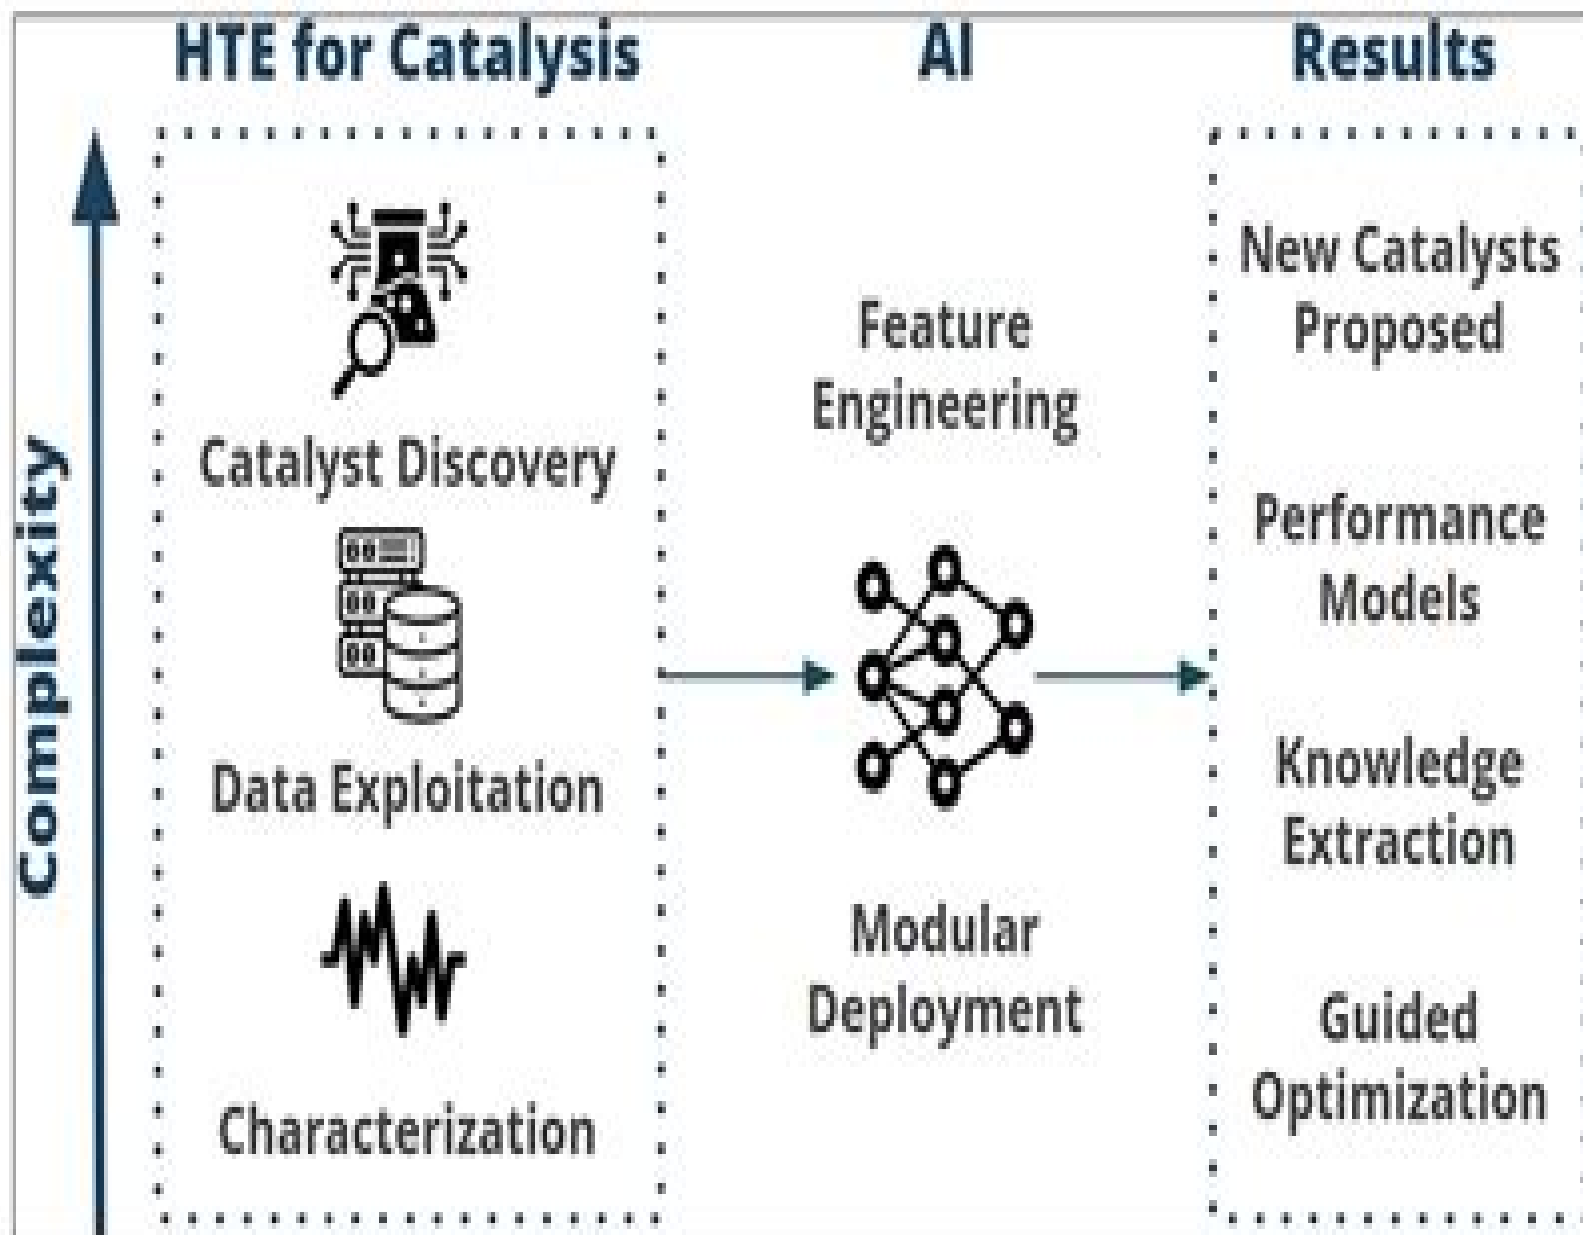 HTE for Catalysis
AI
Results
Complexity
Catalyst Discovery
Data Exploitation
Characterization
Feature
Engineering
Modular
Deployment
New Catalysts
Proposed
Performance
Models
Knowledge
Extraction
Guided
Optimization